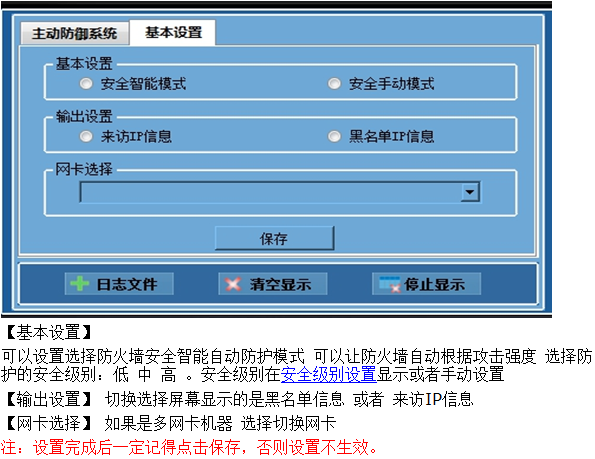 主动防御系统 基本设置
基本设置
安全智能模式 安全手动模式
输出设置
来访IP信息 黑名单IP信息
网卡选择
保存
日志文件 清空显示 停止显示
【基本设置】
可以设置选择防火墙安全智能自动防护模式 可以让防火墙自动根据攻击强度 选择防
护的安全级别：低 中 高 。安全级别在安全级别设置显示或者手动设置
【输出设置】 切换选择屏幕显示的是黑名单信息 或者 来访IP信息
【网卡选择】 如果是多网卡机器 选择切换网卡
注：设置完成后一定记得点击保存，否则设置不生效。